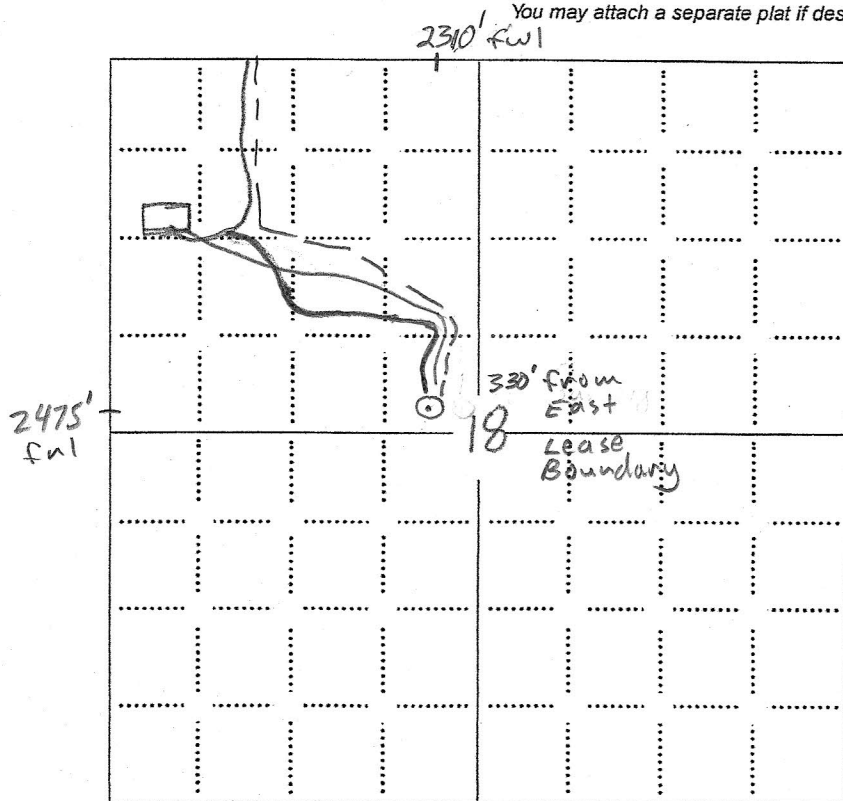 You may attach a separate plat if des
2310' fwl
2475'
fnl
330' from
East
18
Lease
Boundary